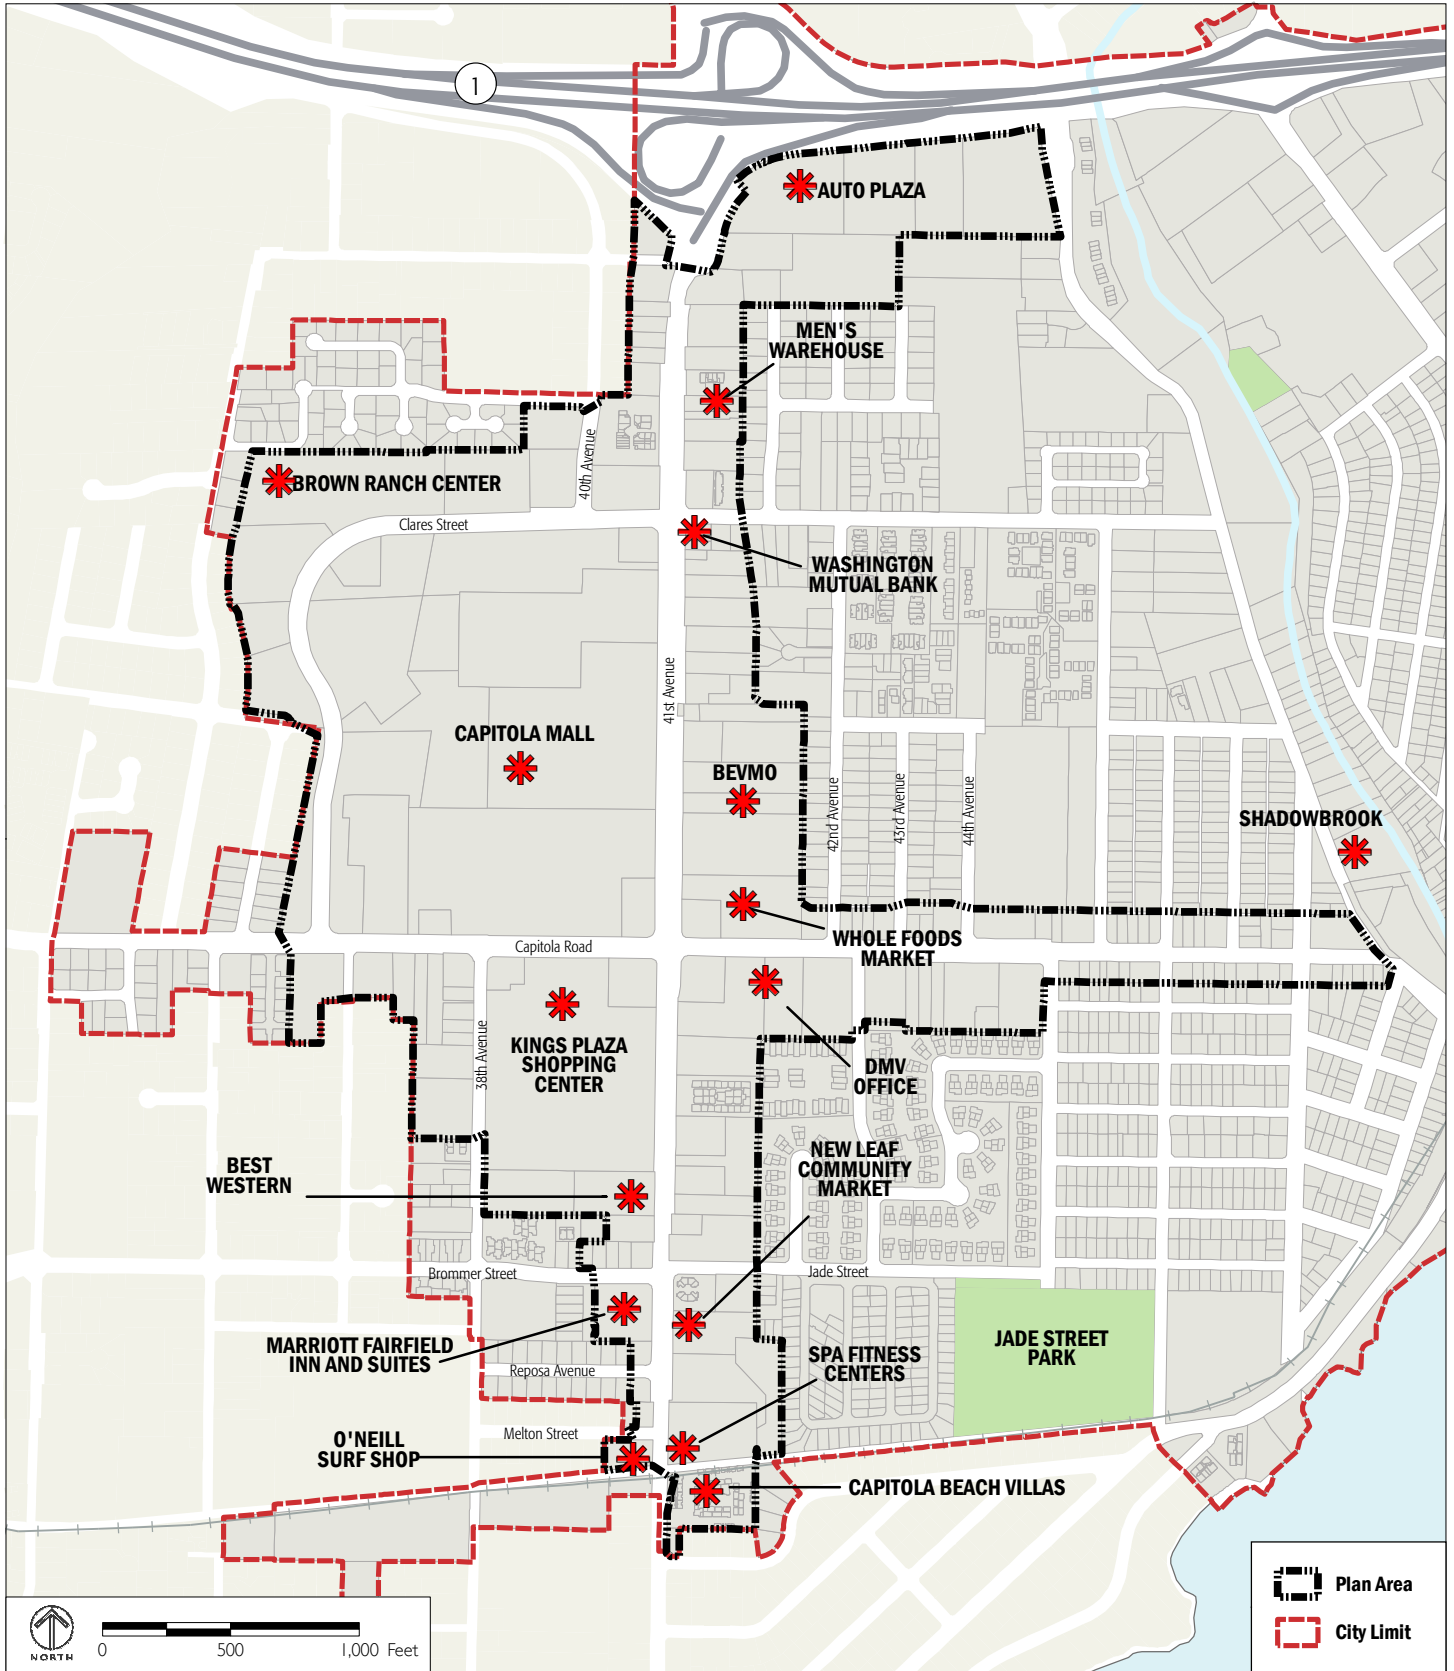 1
AUTO PLAZA
MEN'S
WAREHOUSE
40th Avenue
BROWN RANCH CENTER
Clares Street
WASHINGTON
MUTUAL BANK
41st Avenue
CAPITOLA MALL
BEVMO
42nd Avenue
43rd Avenue
44th Avenue
SHADOWBROOK
WHOLE FOODS
MARKET
Capitola Road
KINGS PLAZA
SHOPPING
CENTER
38th Avenue
DMV
OFFICE
BEST
WESTERN
NEW LEAF
COMMUNITY
MARKET
Brommer Street
Jade Street
MARRIOTT FAIRFIELD
INN AND SUITES
Reposa Avenue
SPA FITNESS
CENTERS
JADE STREET
PARK
Melton Street
O'NEILL
SURF SHOP
CAPITOLA BEACH VILLAS
Plan Area
City Limit
NORTH
0 500 1,000 Feet